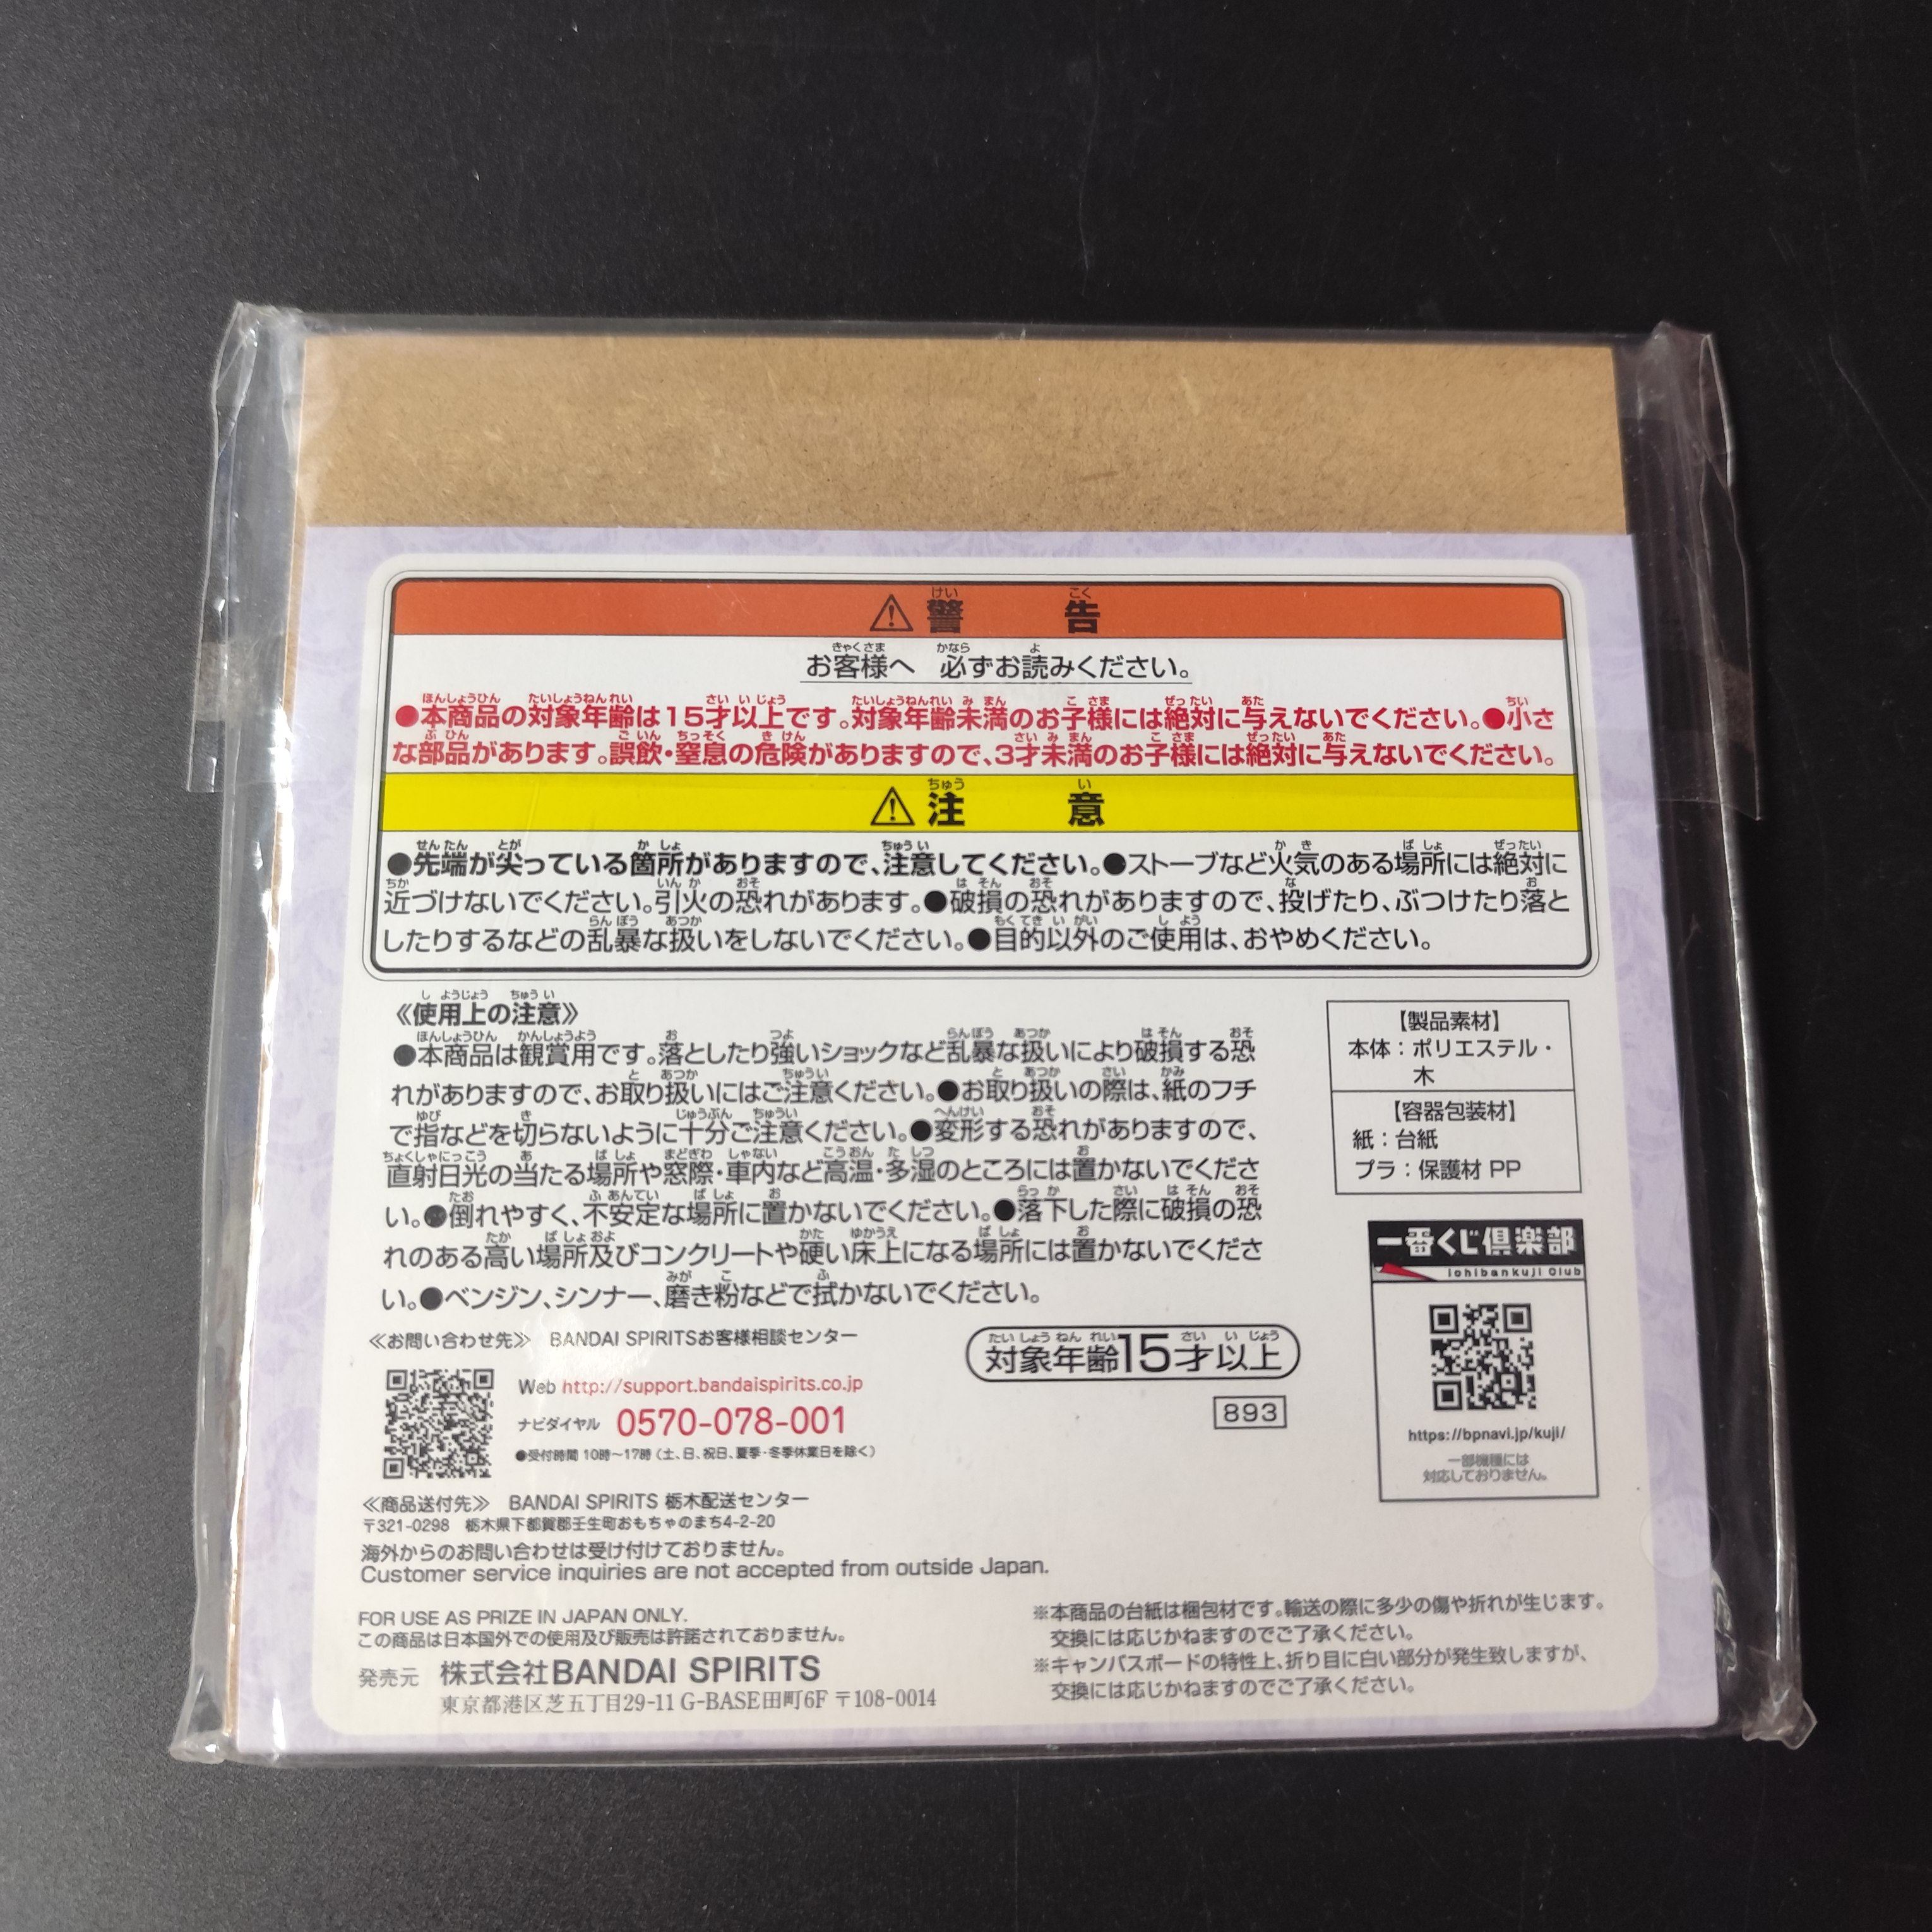 ⚠警告
お客様へ 必ずお読みください。
●本商品の対象年齢は15才以上です。対象年齢未満のお子様には絶対に与えないでください。●小さ
な部品があります。誤飲・窒息の危険がありますので、3才未満のお子様には絶対に与えないでください。
⚠注意
●先端が尖っている箇所がありますので、注意してください。●ストーブなど火気のある場所には絶対に
近づけないでください。引火の恐れがあります。●破損の恐れがありますので、投げたり、ぶつけたり落と
したりするなどの乱暴な扱いをしないでください。●目的以外のご使用は、おやめください。
《使用上の注意》
●本商品は観賞用です。落としたり強いショックなど乱暴な扱いにより破損する恐
れがありますので、お取り扱いにはご注意ください。●お取り扱いの際は、紙のフチ
で指などを切らないように十分ご注意ください。●変形する恐れがありますので、
直射日光の当たる場所や窓際・車内など高温・多湿のところには置かないでくださ
い。●倒れやすく、不安定な場所に置かないでください。●落下した際に破損の恐
れのある高い場所及びコンクリートや硬い床上になる場所には置かないでくださ
い。●ベンジン、シンナー、磨き粉などで拭かないでください。
【製品素材】
本体：ポリエステル・
木
【容器包装材】
紙：台紙
プラ：保護材 PP
一番くじ倶楽部
Ichibankuji Club
https://bpnavi.jp/kuji/
一部機種には
対応しておりません。
≪お問い合わせ先≫ BANDAI SPIRITSお客様相談センター
Web http://support.bandaispirits.co.jp
ナビダイヤル 0570-078-001
●受付時間 10時～17時（土、日、祝日、夏季・冬季休業日を除く）
対象年齢15才以上
893
≪商品送付先≫ BANDAI SPIRITS 栃木配送センター
〒321-0298 栃木県下都賀郡壬生町おもちゃのまち4-2-20
海外からのお問い合わせは受け付けておりません。
Customer service inquiries are not accepted from outside Japan.
FOR USE AS PRIZE IN JAPAN ONLY.
この商品は日本国外での使用及び販売は許諾されておりません。
発売元 株式会社BANDAI SPIRITS
東京都港区芝五丁目29-11 G-BASE田町6F 〒108-0014
※本商品の台紙は梱包材です。輸送の際に多少の傷や折れが生じます。
交換には応じかねますのでご了承ください。
※キャンバスボードの特性上、折り目に白い部分が発生致しますが、
交換には応じかねますのでご了承ください。